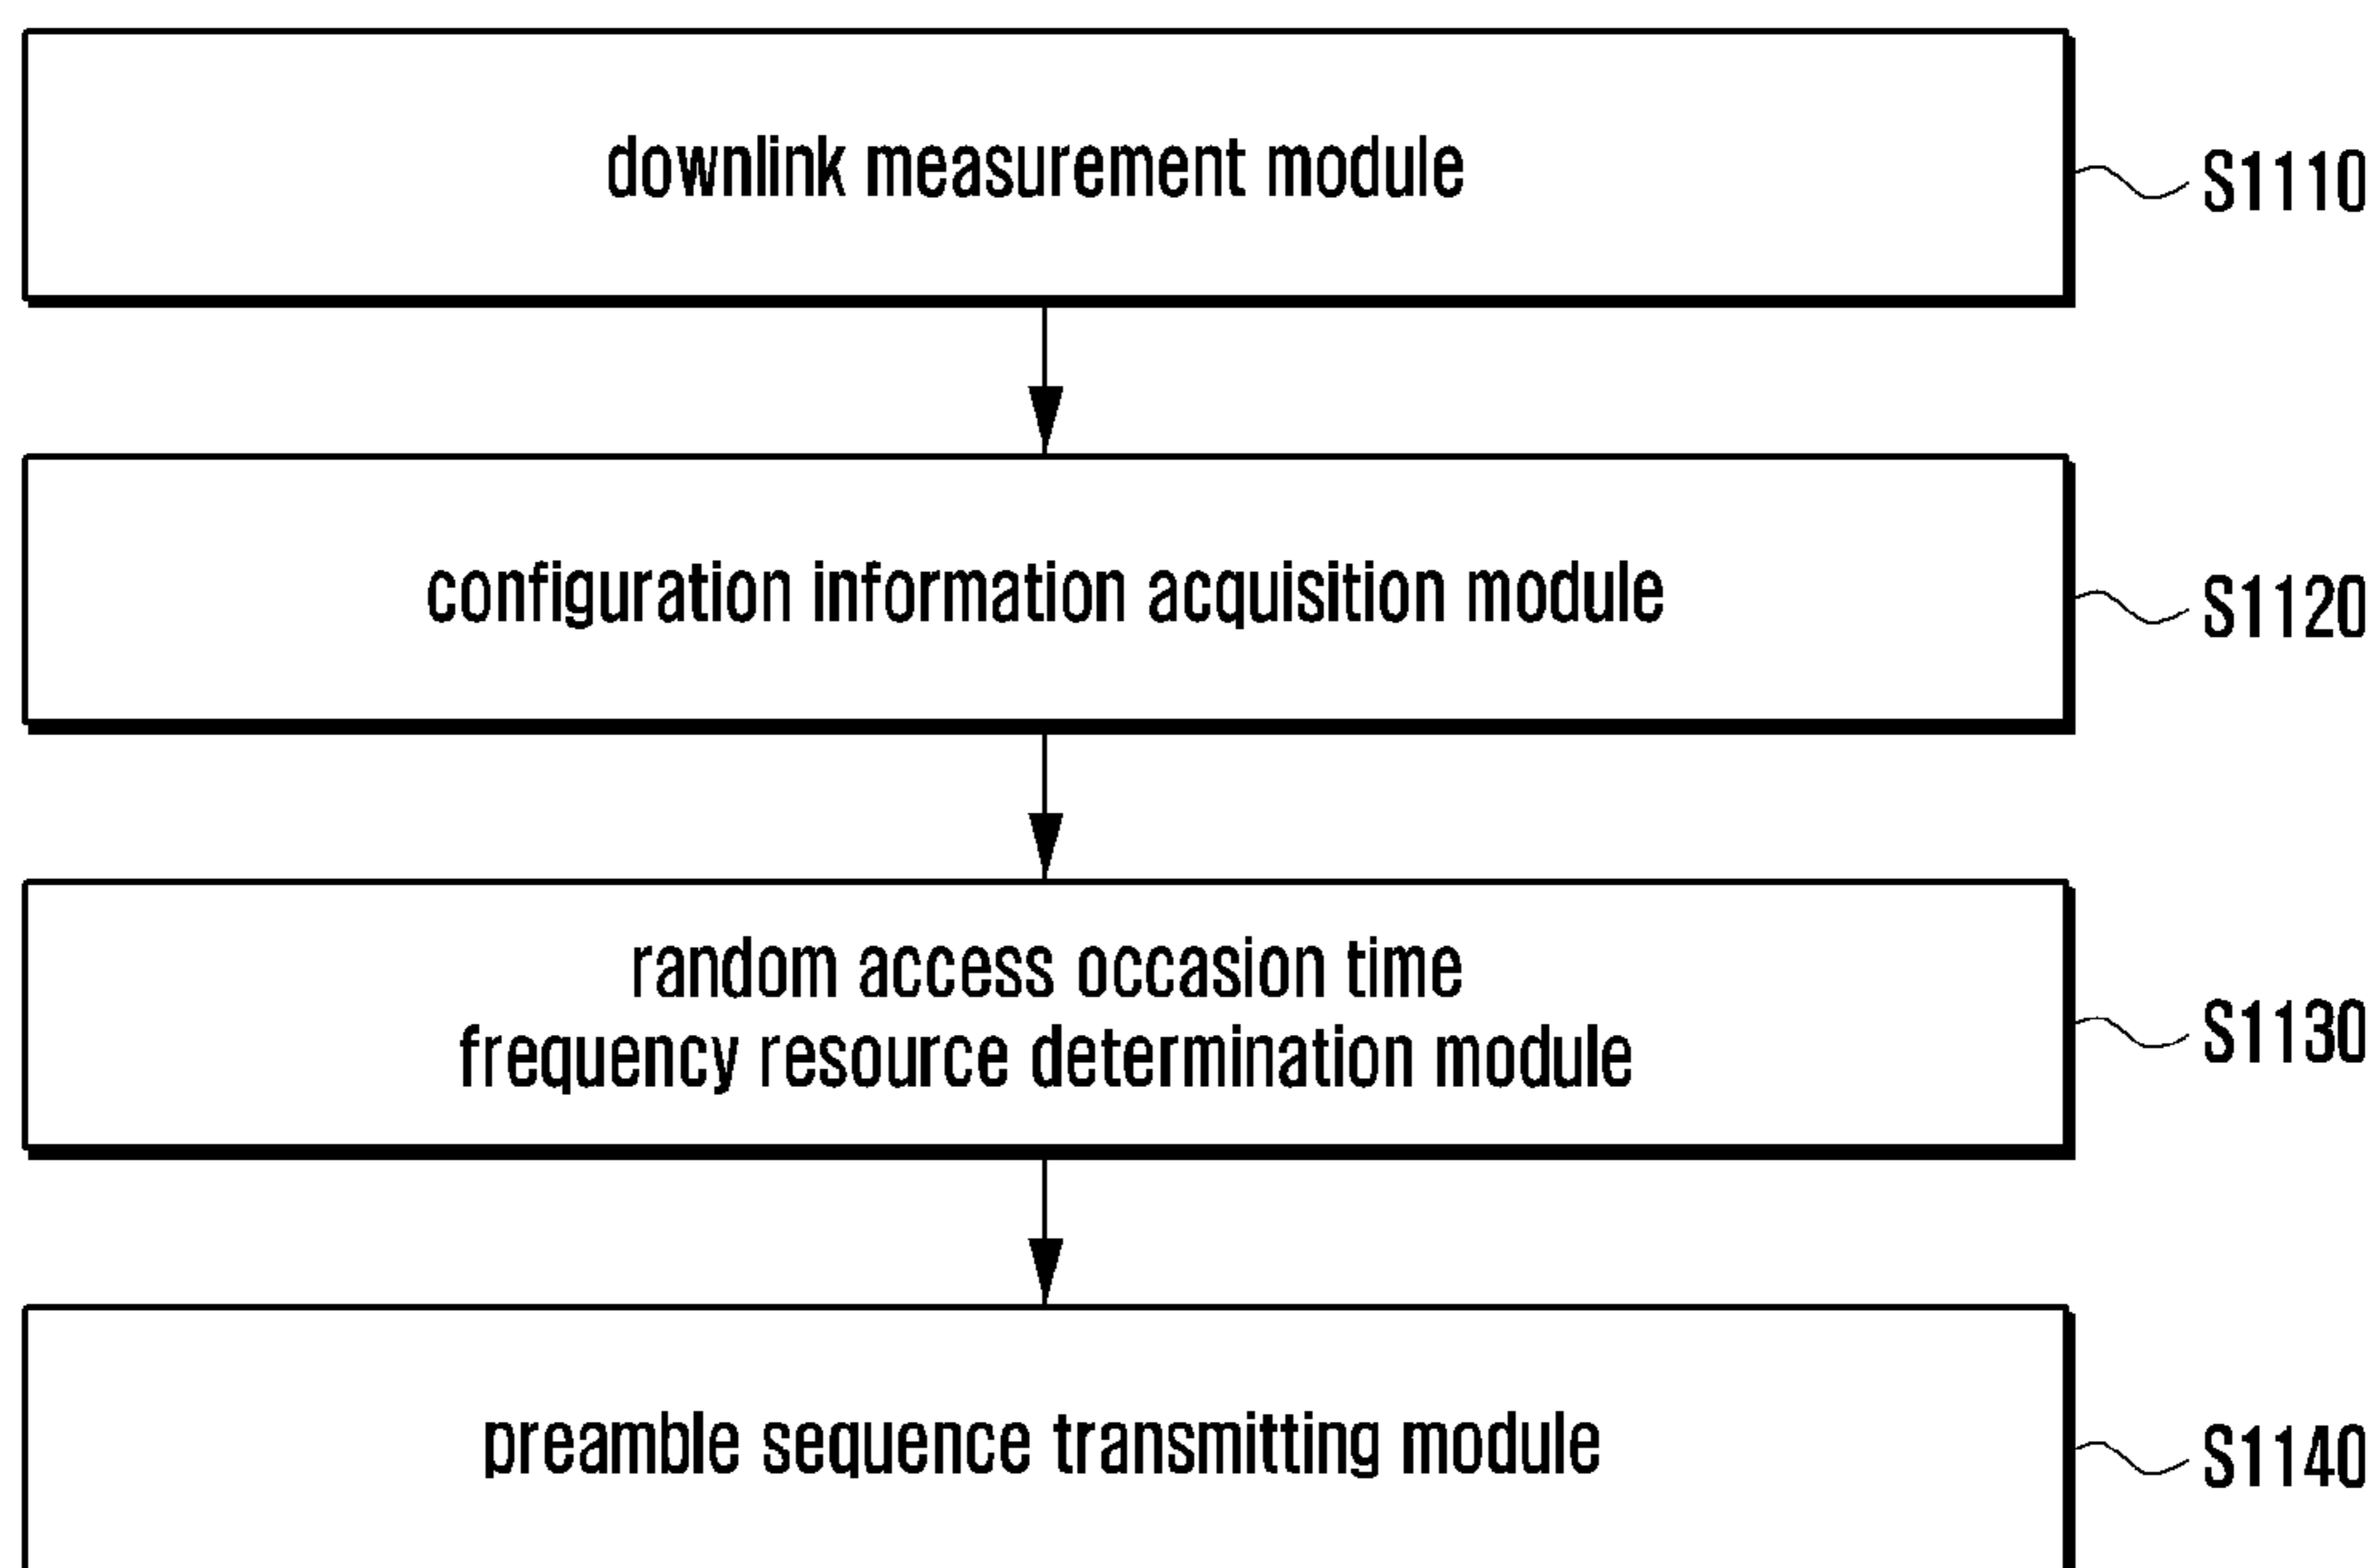 downlink measurement module
S1110
configuration information acquisition module
S1120
random access occasion time
frequency resource determination module
S1130
preamble sequence transmitting module
S1140